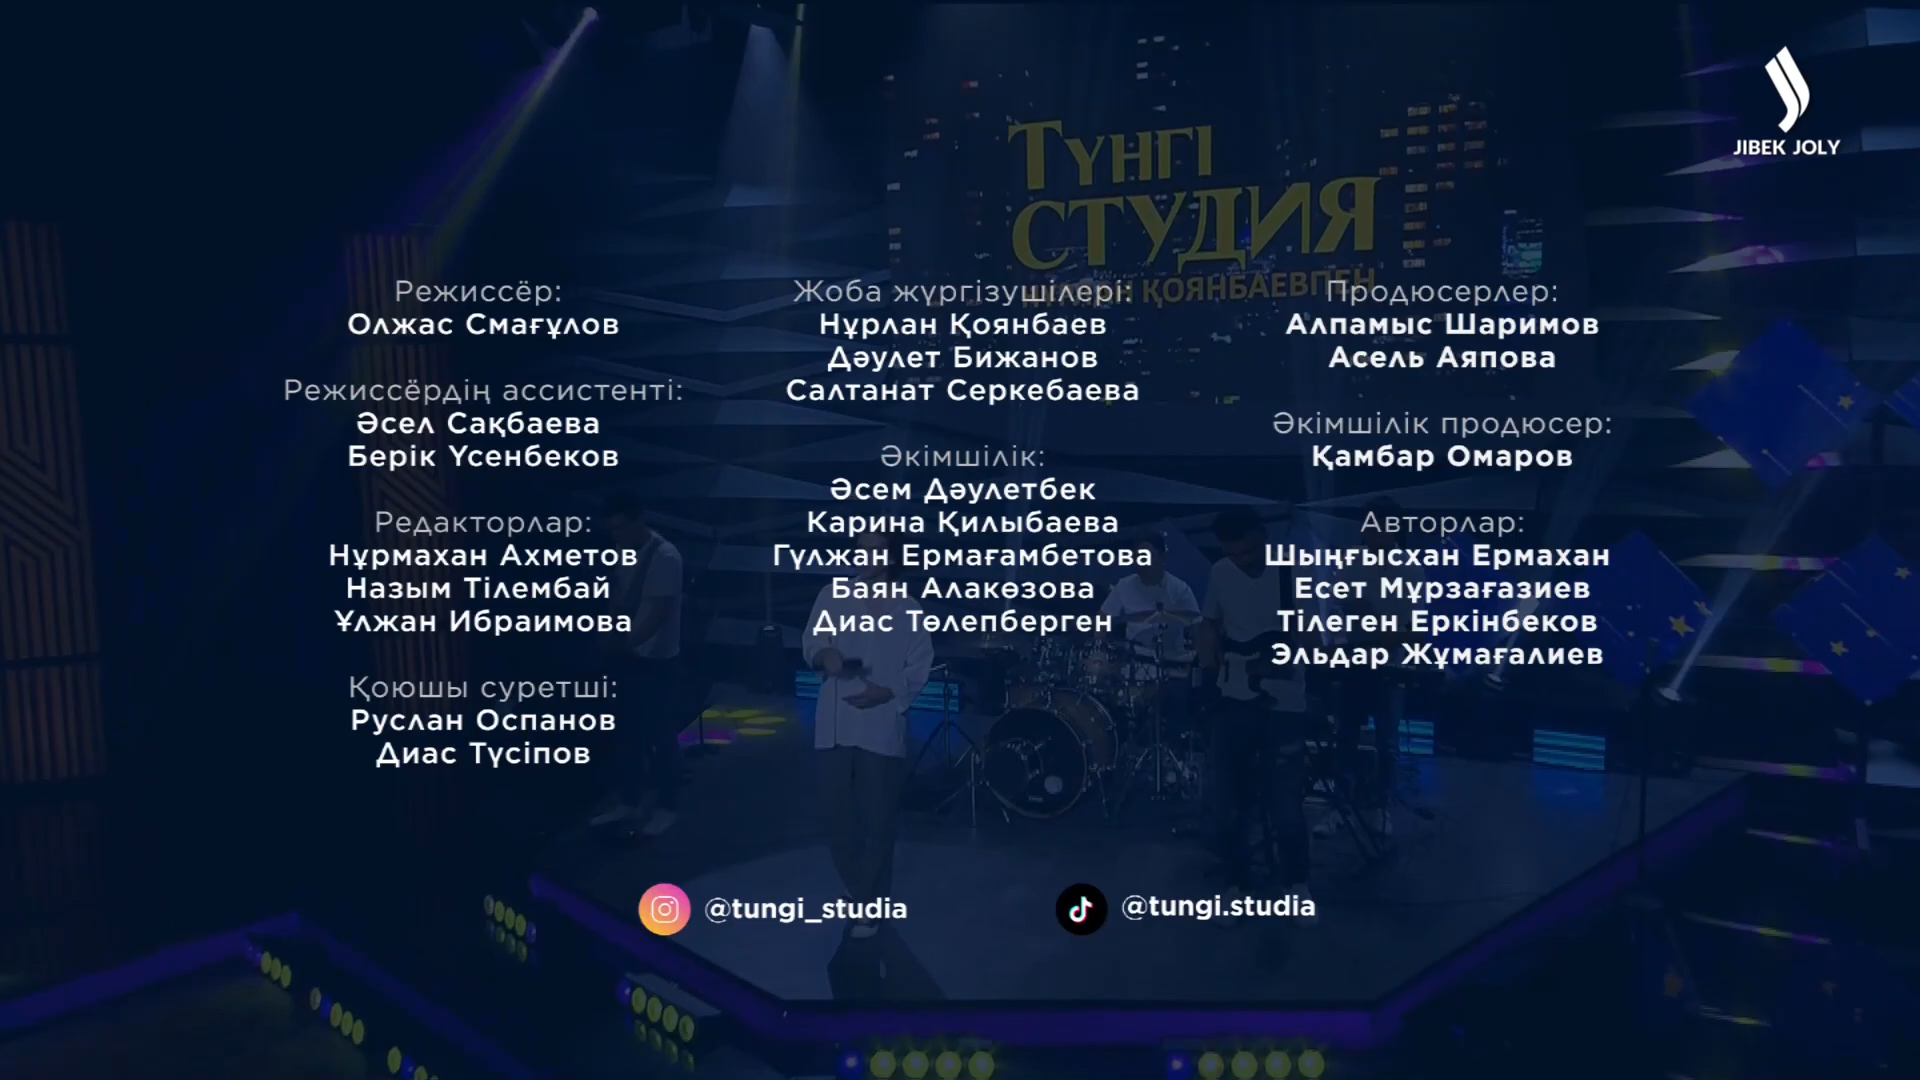 JIBEK JOLY
ТҮНГІ
СТУДИЯ
ҚОЯНБАЕВПЕН
Режиссёр:
Олжас Смағұлов
Режиссёрдің ассистенті:
Әсел Сақбаева
Берік Үсенбеков
Редакторлар:
Нұрмахан Ахметов
Назым Тілембай
Ұлжан Ибраимова
Қоюшы суретші:
Руслан Оспанов
Диас Түсіпов
Жоба жүргізушілері:
Нұрлан Қоянбаев
Дәулет Бижанов
Салтанат Серкебаева
Әкімшілік:
Әсем Дәулетбек
Карина Қилыбаева
Гүлжан Ермағамбетова
Баян Алакөзова
Диас Төлепберген
Продюсерлер:
Алпамыс Шаримов
Асель Аяпова
Әкімшілік продюсер:
Қамбар Омаров
Авторлар:
Шыңғысхан Ермахан
Есет Мұрзағазиев
Тілеген Еркінбеков
Эльдар Жұмағалиев
@tungi_studia
@tungi.studia